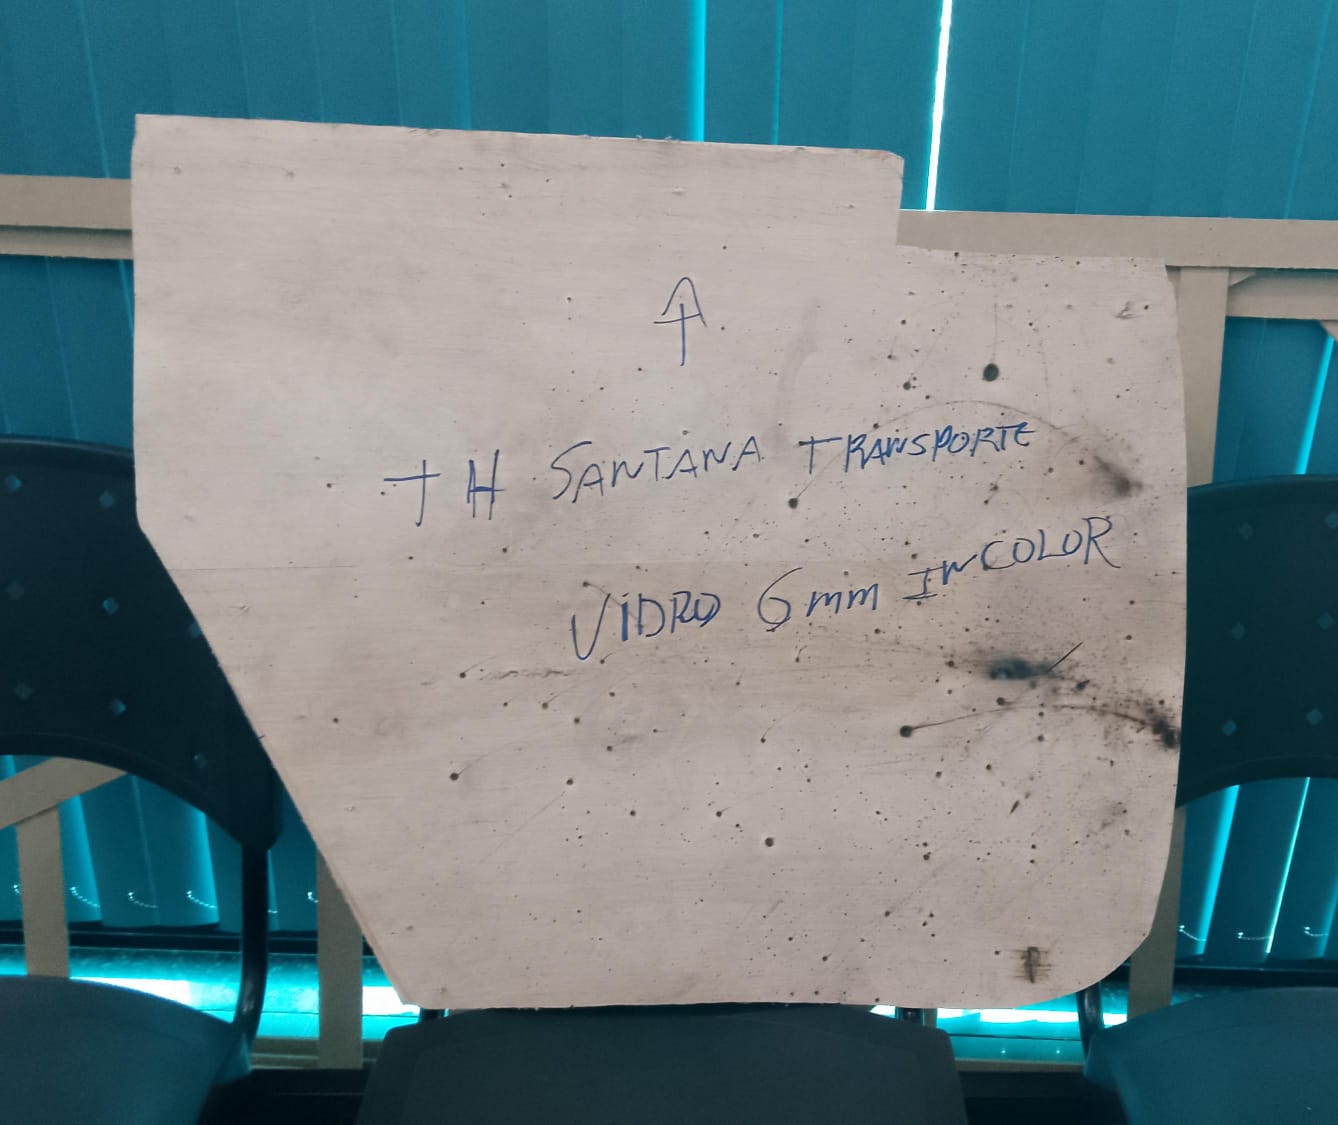 TH SANTANA TRANSPORTE
VIDRO 6mm INCOLOR